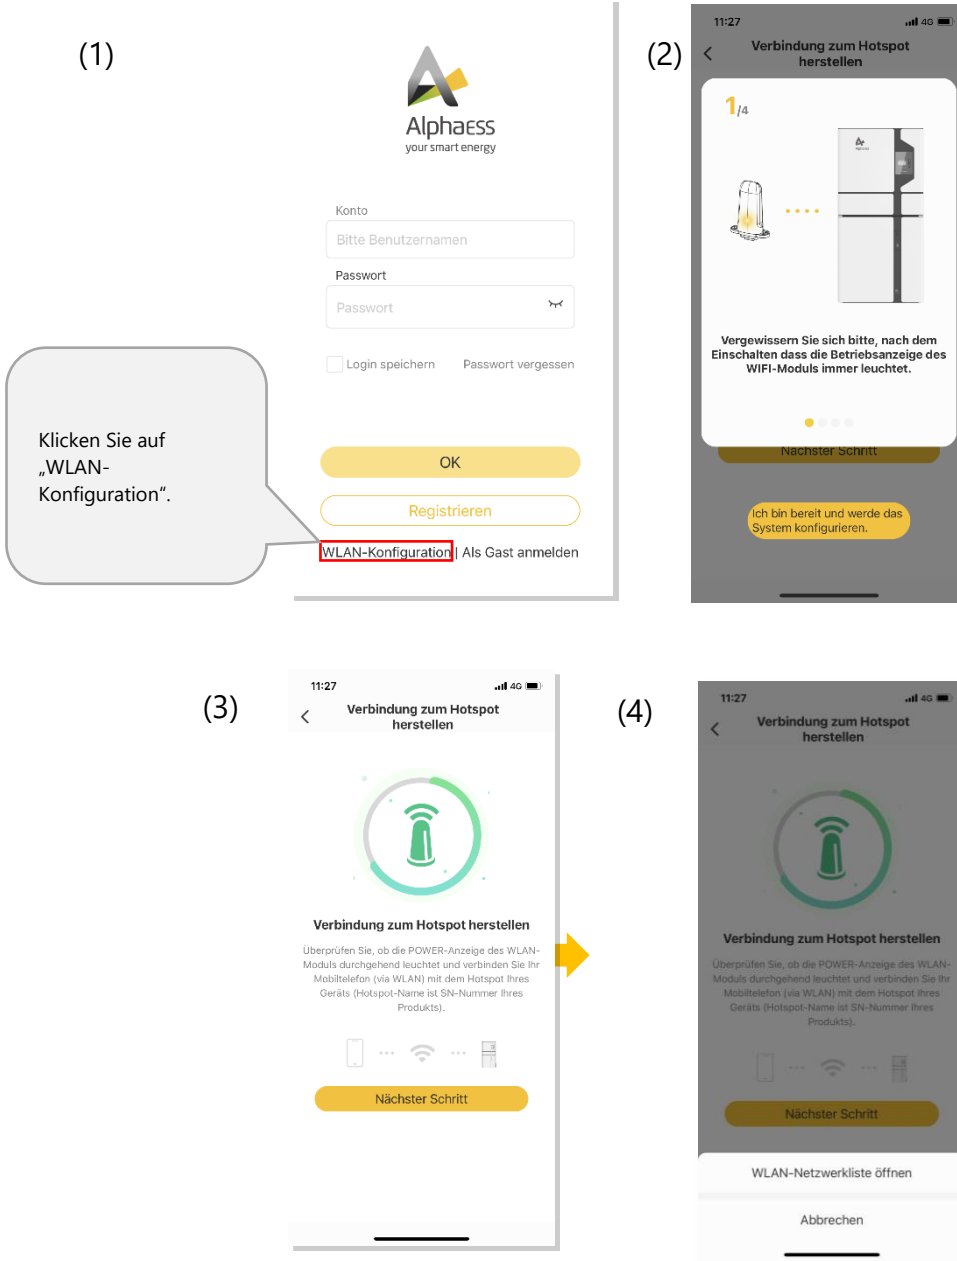 (1)
AlphaESS
your smart energy
Konto
Bitte Benutzernamen
Passwort
Passwort
Login speichern Passwort vergessen
OK
Registrieren
WLAN-Konfiguration | Als Gast anmelden
Klicken Sie auf
„WLAN-
Konfiguration“.
(2)
11:27 4G
Verbindung zum Hotspot
herstellen
1/4
Vergewissern Sie sich bitte, nach dem
Einschalten dass die Betriebsanzeige des
WIFI-Moduls immer leuchtet.
Nächster Schritt
Ich bin bereit und werde das
System konfigurieren.
(3)
11:27 4G
Verbindung zum Hotspot
herstellen
Verbindung zum Hotspot herstellen
Überprüfen Sie, ob die POWER-Anzeige des WLAN-
Moduls durchgehend leuchtet und verbinden Sie Ihr
Mobiltelefon (via WLAN) mit dem Hotspot Ihres
Geräts (Hotspot-Name ist SN-Nummer Ihres
Produkts).
Nächster Schritt
(4)
11:27 4G
Verbindung zum Hotspot
herstellen
Verbindung zum Hotspot herstellen
Überprüfen Sie, ob die POWER-Anzeige des WLAN-
Moduls durchgehend leuchtet und verbinden Sie Ihr
Mobiltelefon (via WLAN) mit dem Hotspot Ihres
Geräts (Hotspot-Name ist SN-Nummer Ihres
Produkts).
Nächster Schritt
WLAN-Netzwerkliste öffnen
Abbrechen